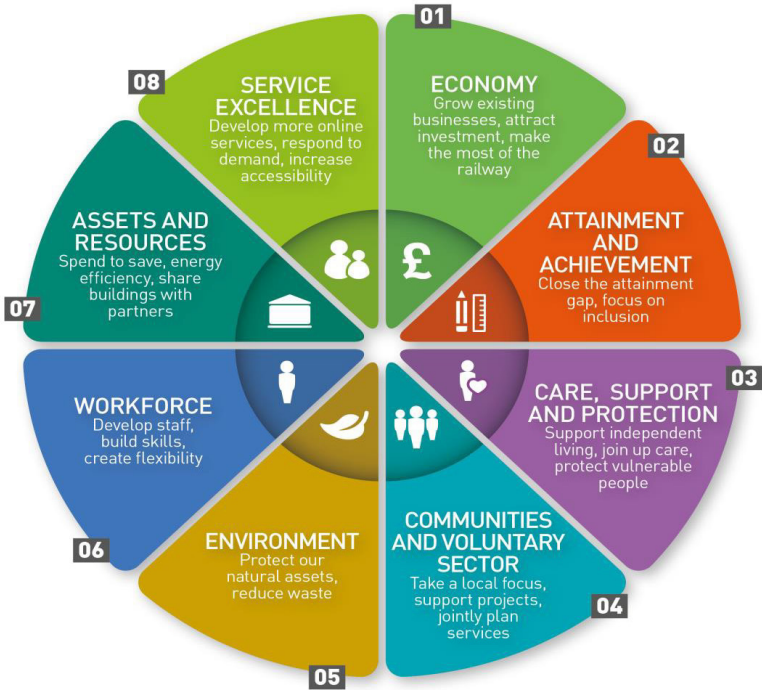 01
ECONOMY
Grow existing
businesses, attract
investment, make
the most of the
railway
£
02
ATTAINMENT
AND
ACHIEVEMENT
Close the attainment
gap, focus on
inclusion
03
CARE, SUPPORT
AND PROTECTION
Support independent
living, join up care,
protect vulnerable
people
04
COMMUNITIES
AND VOLUNTARY
SECTOR
Take a local focus,
support projects,
jointly plan
services
05
ENVIRONMENT
Protect our
natural assets,
reduce waste
06
WORKFORCE
Develop staff,
build skills,
create flexibility
07
ASSETS AND
RESOURCES
Spend to save, energy
efficiency, share
buildings with
partners
08
SERVICE
EXCELLENCE
Develop more online
services, respond to
demand, increase
accessibility